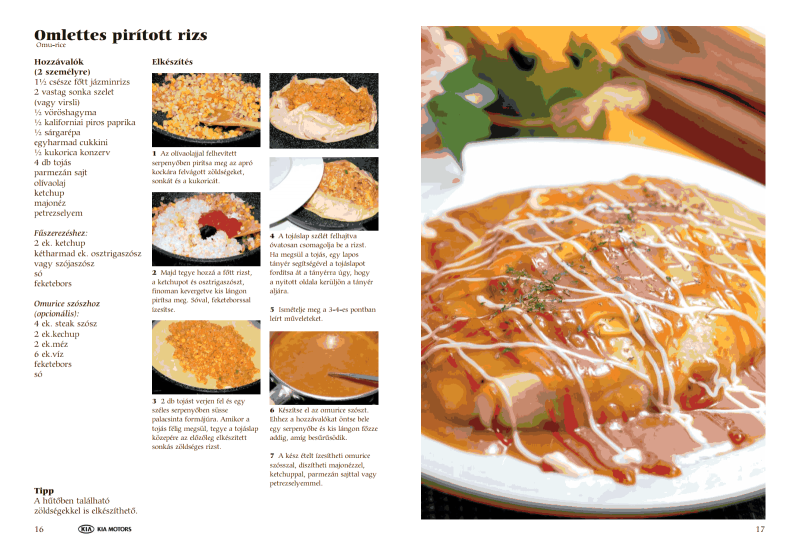 Omlettes pirított rizs
Omu-rice
Hozzávalók
(2 személyre)
1½ csésze főtt jázminrizs
2 vastag sonka szelet
(vagy virsli)
½ vöröshagyma
½ kaliforniai piros paprika
½ sárgarépa
egyharmad cukkini
½ kukorica konzerv
4 db tojás
parmezán sajt
olívaolaj
ketchup
majonéz
petrezselyem
Fűszerezéshez:
2 ek. ketchup
kétharmad ek. osztrigaszósz
vagy szójaszósz
só
feketebors
Omurice szószhoz
(opcionális):
4 ek. steak szósz
2 ek.kechup
2 ek.méz
6 ek.víz
feketebors
só
Tipp
A hűtőben található
zöldségekkel is elkészíthető.
Elkészítés
1 Az olívaolajjal felhevített
serpenyőben pirítsa meg az apró
kockára felvágott zöldségeket,
sonkát és a kukoricát.
2 Majd tegye hozzá a főtt rizst,
a ketchupot és osztrigaszószt,
finoman kevergetve kis lángon
pirítsa meg. Sóval, feketeborssal
ízesítse.
3 2 db tojást verjen fel és egy
széles serpenyőben süsse
palacsinta formájúra. Amikor a
tojás félig megsül, tegye a tojáslap
közepére az előzőleg elkészített
sonkás zöldséges rizst.
4 A tojáslap szélét felhajtva
óvatosan csomagolja be a rizst.
Ha megsül a tojás, egy lapos
tányér segítségével a tojáslapot
fordítsa át a tányérra úgy, hogy
a nyitott oldala kerüljön a tányér
aljára.
5 Ismételje meg a 3-4-es pontban
leírt műveleteket.
6 Készítse el az omurice szószt.
Ehhez a hozzávalókat öntse bele
egy serpenyőbe és kis lángon főzze
addig, amíg besűrűsödik.
7 A kész ételt ízesítheti omurice
szósszal, díszítheti majonézzel,
ketchuppal, parmezán sajttal vagy
petrezselyemmel.
16
KIA KIA MOTORS
17